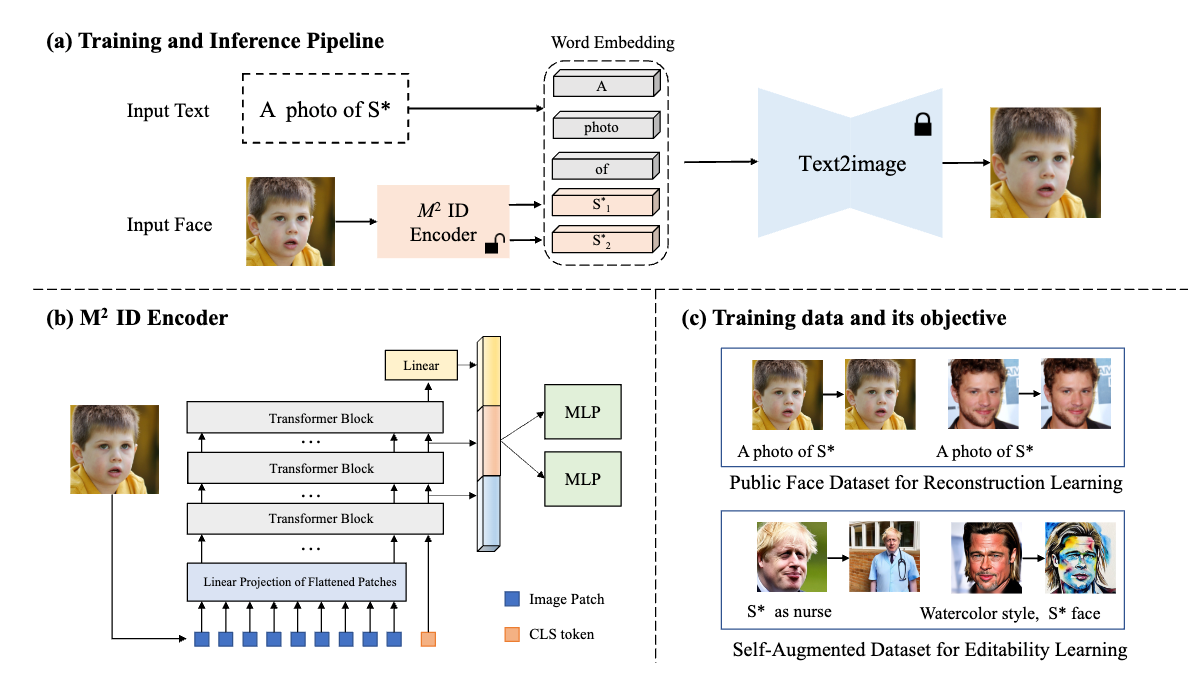 (a) Training and Inference Pipeline
Word Embedding
Input Text
A photo of S*
A
photo
of
S*1
S*2
Text2image
Input Face
M² ID
Encoder
(b) M² ID Encoder
Linear
Transformer Block
...
Transformer Block
...
Transformer Block
...
Linear Projection of Flattened Patches
MLP
MLP
Image Patch
CLS token
(c) Training data and its objective
A photo of S*
A photo of S*
Public Face Dataset for Reconstruction Learning
S* as nurse
Watercolor style, S* face
Self-Augmented Dataset for Editability Learning